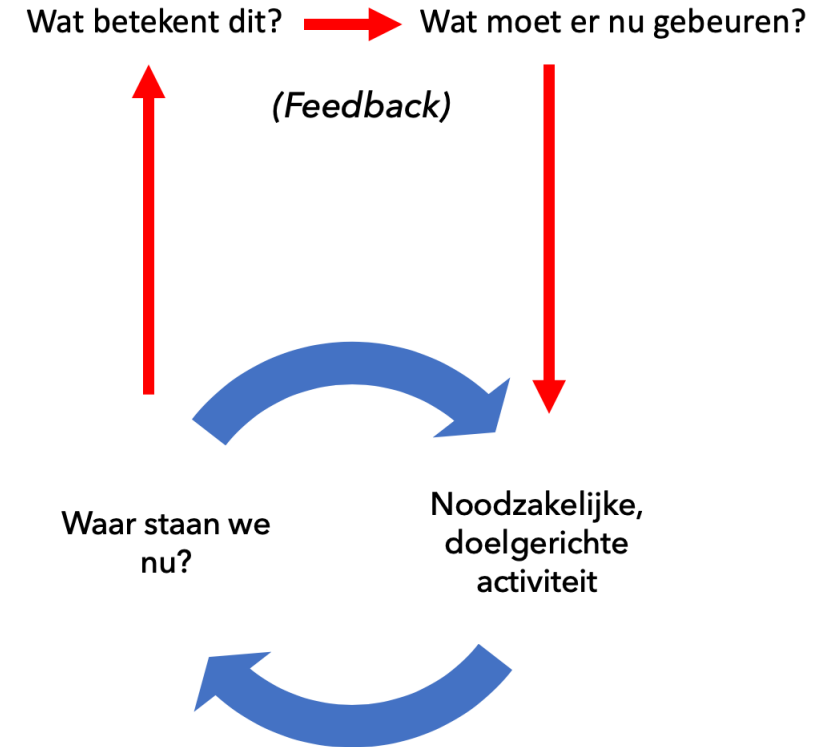 Wat betekent dit?
Wat moet er nu gebeuren?
(Feedback)
Waar staan we
nu?
Noodzakelijke,
doelgerichte
activiteit